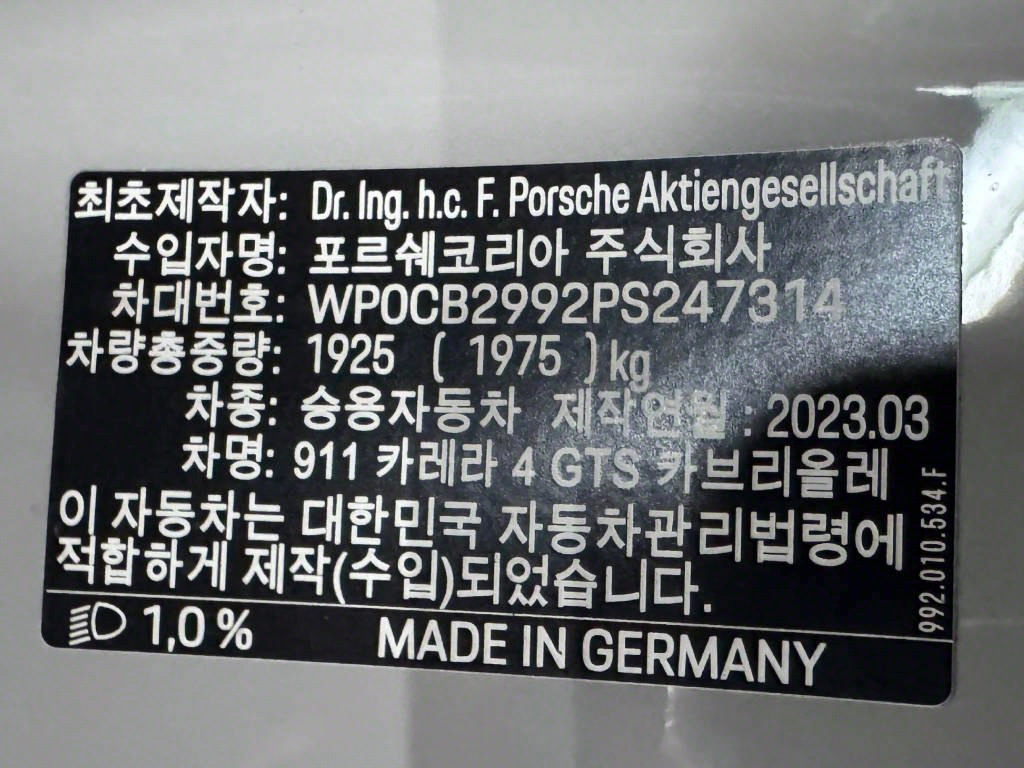 최초제작자: Dr. Ing. h.c. F. Porsche Aktiengesellschaft
수입자명: 포르쉐코리아 주식회사
차대번호: WP0CB2992PS247314
차량총중량: 1925 ( 1975 ) kg
차종: 승용자동차 제작연월 : 2023.03
차명: 911 카레라 4 GTS 카브리올레
이 자동차는 대한민국 자동차관리법령에
적합하게 제작(수입)되었습니다.
992.010.534.F
1,0 % MADE IN GERMANY